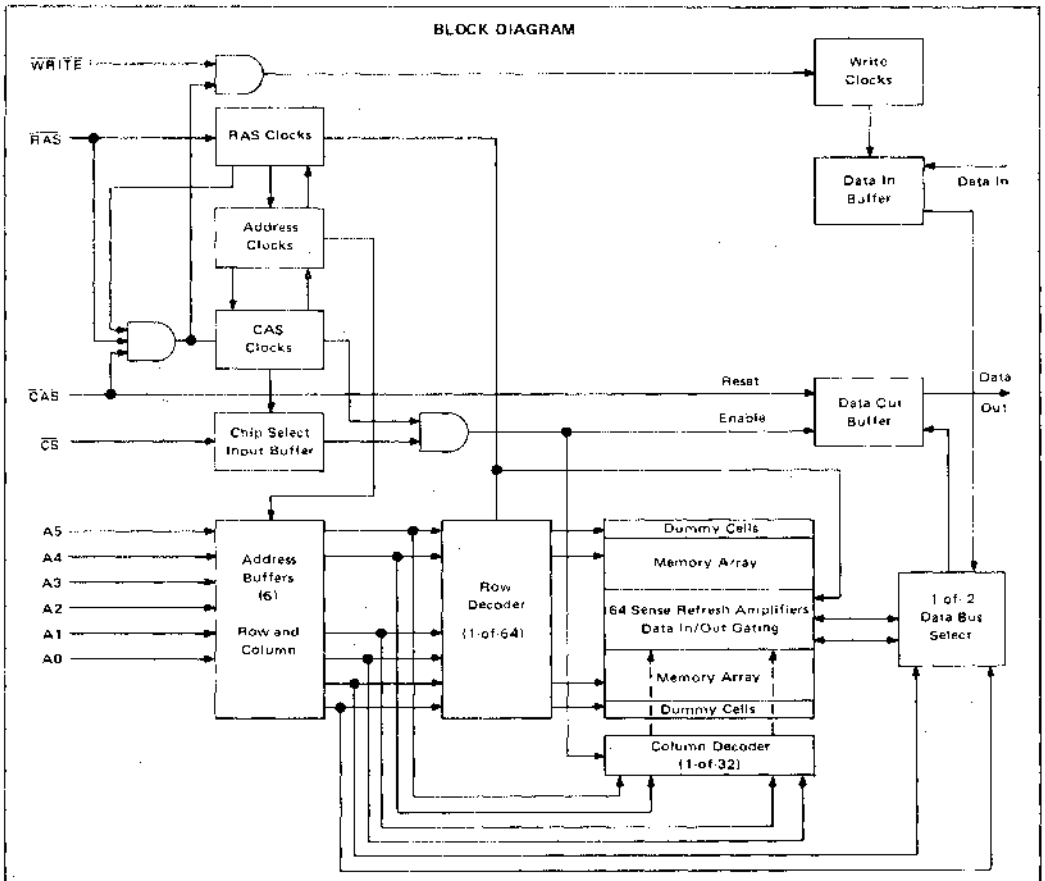 BLOCK DIAGRAM
WRITE
Write
Clocks
RAS
RAS Clocks
Data In
Buffer
Data In
Address
Clocks
CAS
Clocks
CAS
Reset
Data
Out
Data Out
Buffer
CS
Chip Select
Input Buffer
Enable
A5
A4
A3
A2
A1
A0
Address
Buffers
(6)
Row and
Column
Row
Decoder
(1-of-64)
Dummy Cells
Memory Array
64 Sense Refresh Amplifiers
Data In/Out Gating
Memory Array
Dummy Cells
1 of- 2
Data Bus
Select
Column Decoder
(1-of-32)